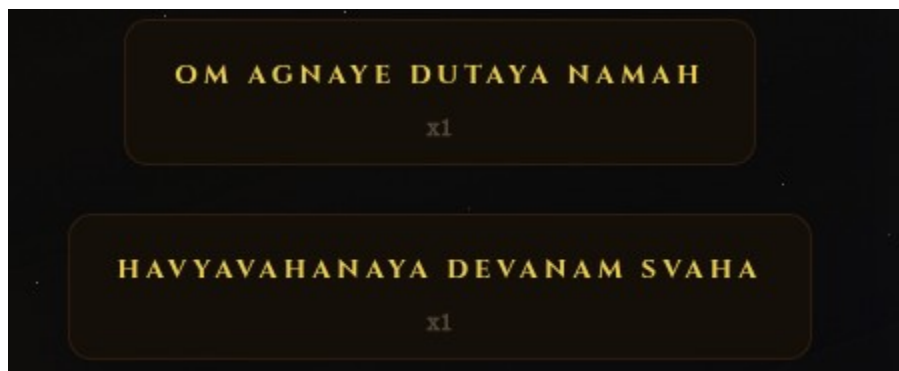 OM AGNAYE DUTAYA NAMAH
x1
HAVYAVAHANAYA DEVANAM SVAHA
x1